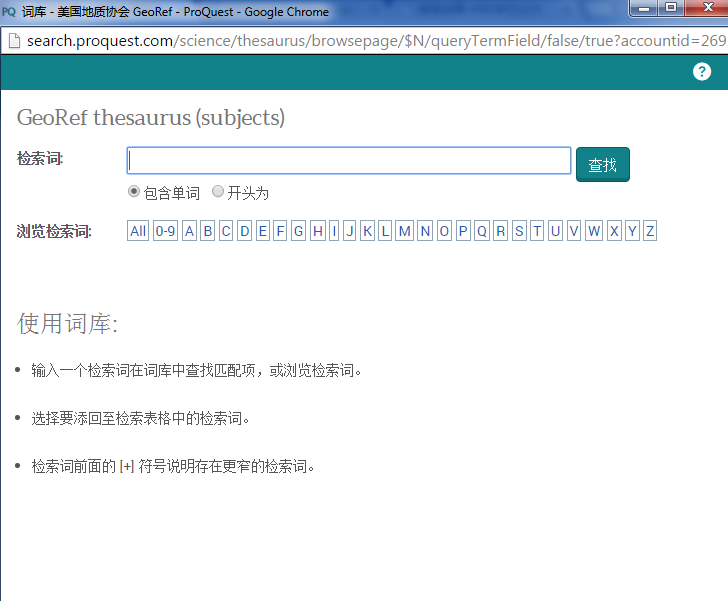 PQ 词库 - 美国地质协会 GeoRef - ProQuest - Google Chrome
search.proquest.com/science/thesaurus/browsepage/$N/queryTermField/false/true?accountid=269
?
GeoRef thesaurus (subjects)
检索词:
查找
包含单词 开头为
浏览检索词: All 0-9 A B C D E F G H I J K L M N O P Q R S T U V W X Y Z
使用词库:
• 输入一个检索词在词库中查找匹配项，或浏览检索词。
• 选择要添回至检索表格中的检索词。
• 检索词前面的 [+] 符号说明存在更窄的检索词。